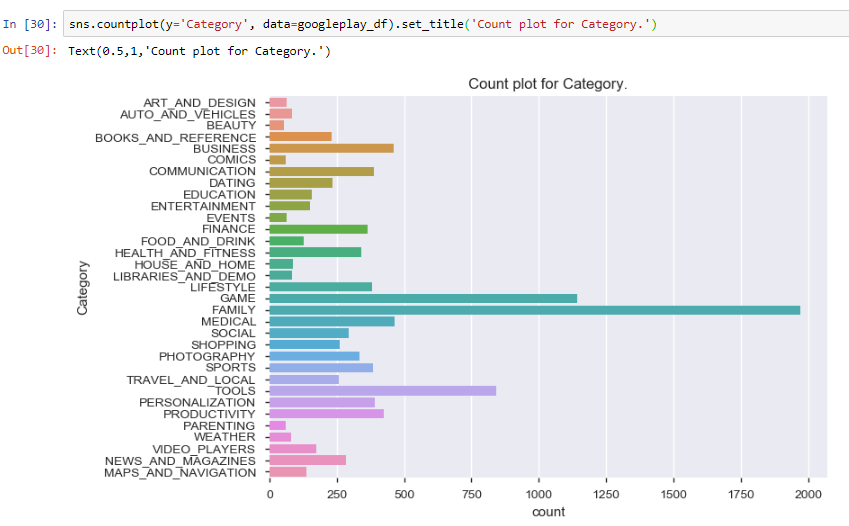 In [30]: sns.countplot(y='Category', data=googleplay_df).set_title('Count plot for Category.')
Out[30]: Text(0.5,1,'Count plot for Category.')
Count plot for Category.
ART_AND_DESIGN
AUTO_AND_VEHICLES
BEAUTY
BOOKS_AND_REFERENCE
BUSINESS
COMICS
COMMUNICATION
DATING
EDUCATION
ENTERTAINMENT
EVENTS
FINANCE
FOOD_AND_DRINK
HEALTH_AND_FITNESS
HOUSE_AND_HOME
LIBRARIES_AND_DEMO
LIFESTYLE
GAME
FAMILY
MEDICAL
SOCIAL
SHOPPING
PHOTOGRAPHY
SPORTS
TRAVEL_AND_LOCAL
TOOLS
PERSONALIZATION
PRODUCTIVITY
PARENTING
WEATHER
VIDEO_PLAYERS
NEWS_AND_MAGAZINES
MAPS_AND_NAVIGATION
Category
0 250 500 750 1000 1250 1500 1750 2000
count